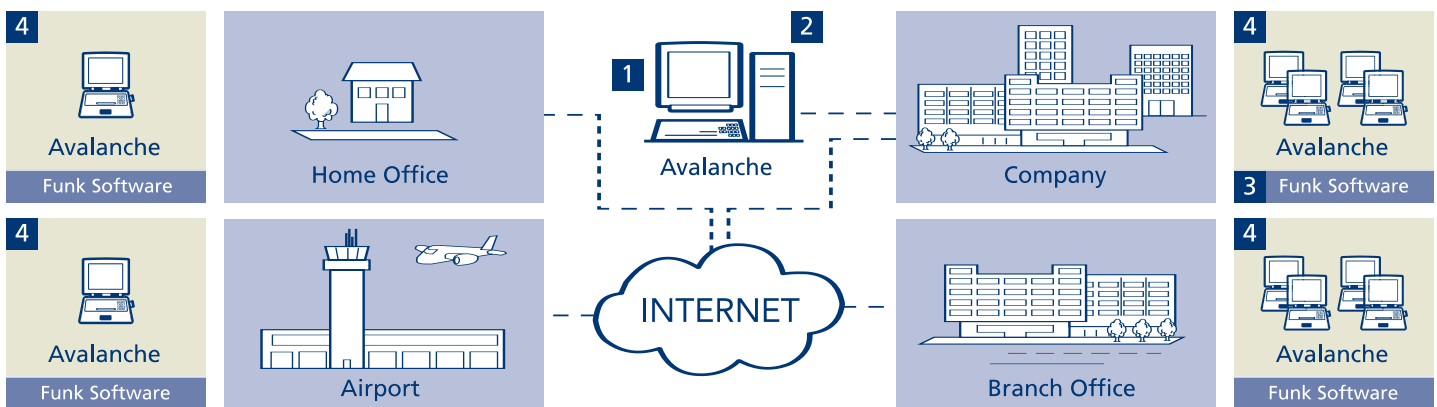 4
Avalanche
Funk Software
Home Office
1
2
Avalanche
Company
4
Avalanche
3
Funk Software
4
Avalanche
Funk Software
Airport
INTERNET
Branch Office
4
Avalanche
Funk Software